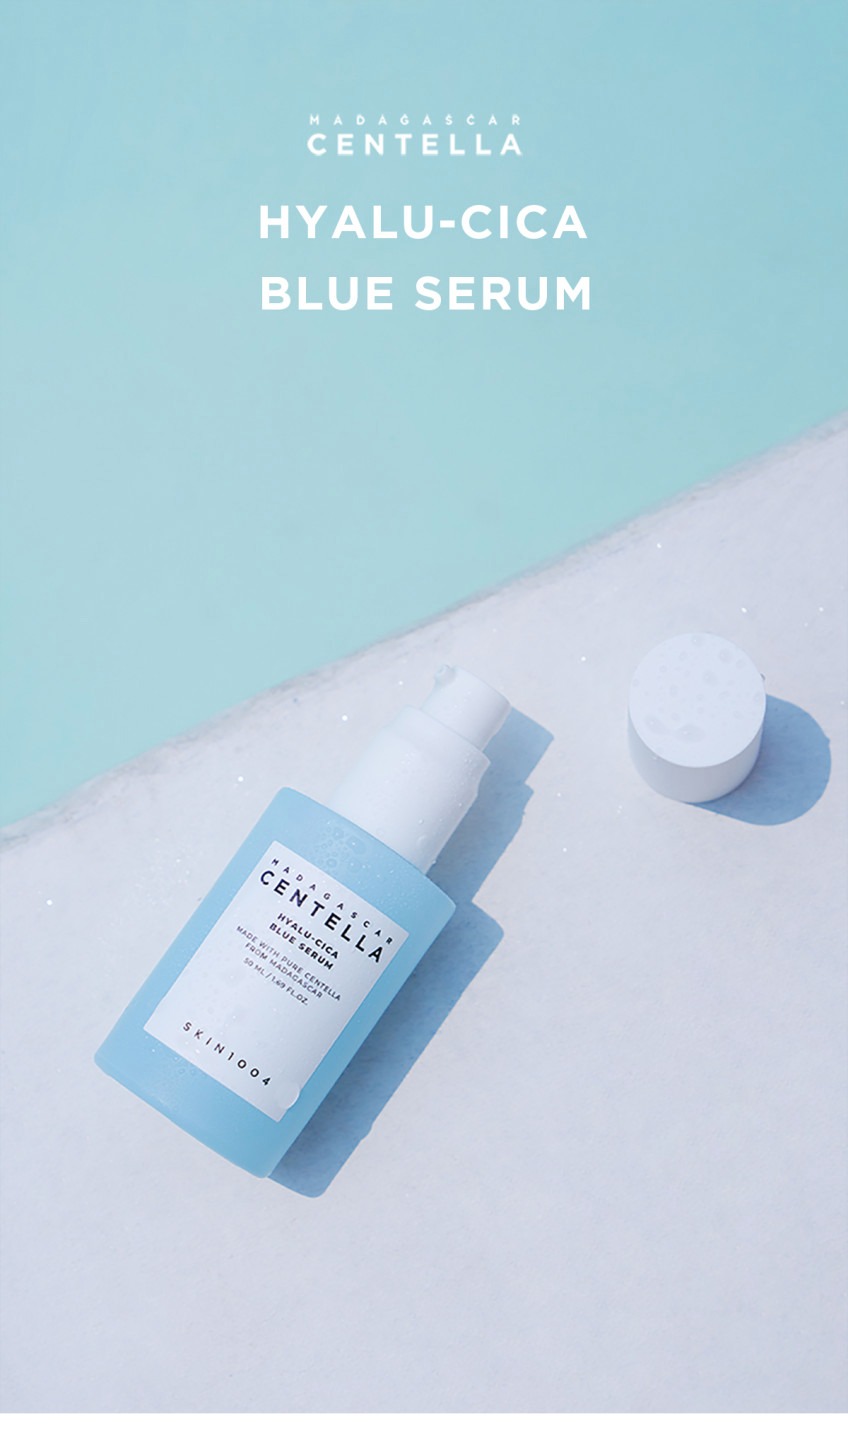 MADAGASCAR
CENTELLA
HYALU-CICA
BLUE SERUM
MADAGASCAR
CENTELLA
HYALU-CICA
BLUE SERUM
MADE WITH PURE CENTELLA
FROM MADAGASCAR
50 ML / 1.69 FL.OZ.
SKIN1004